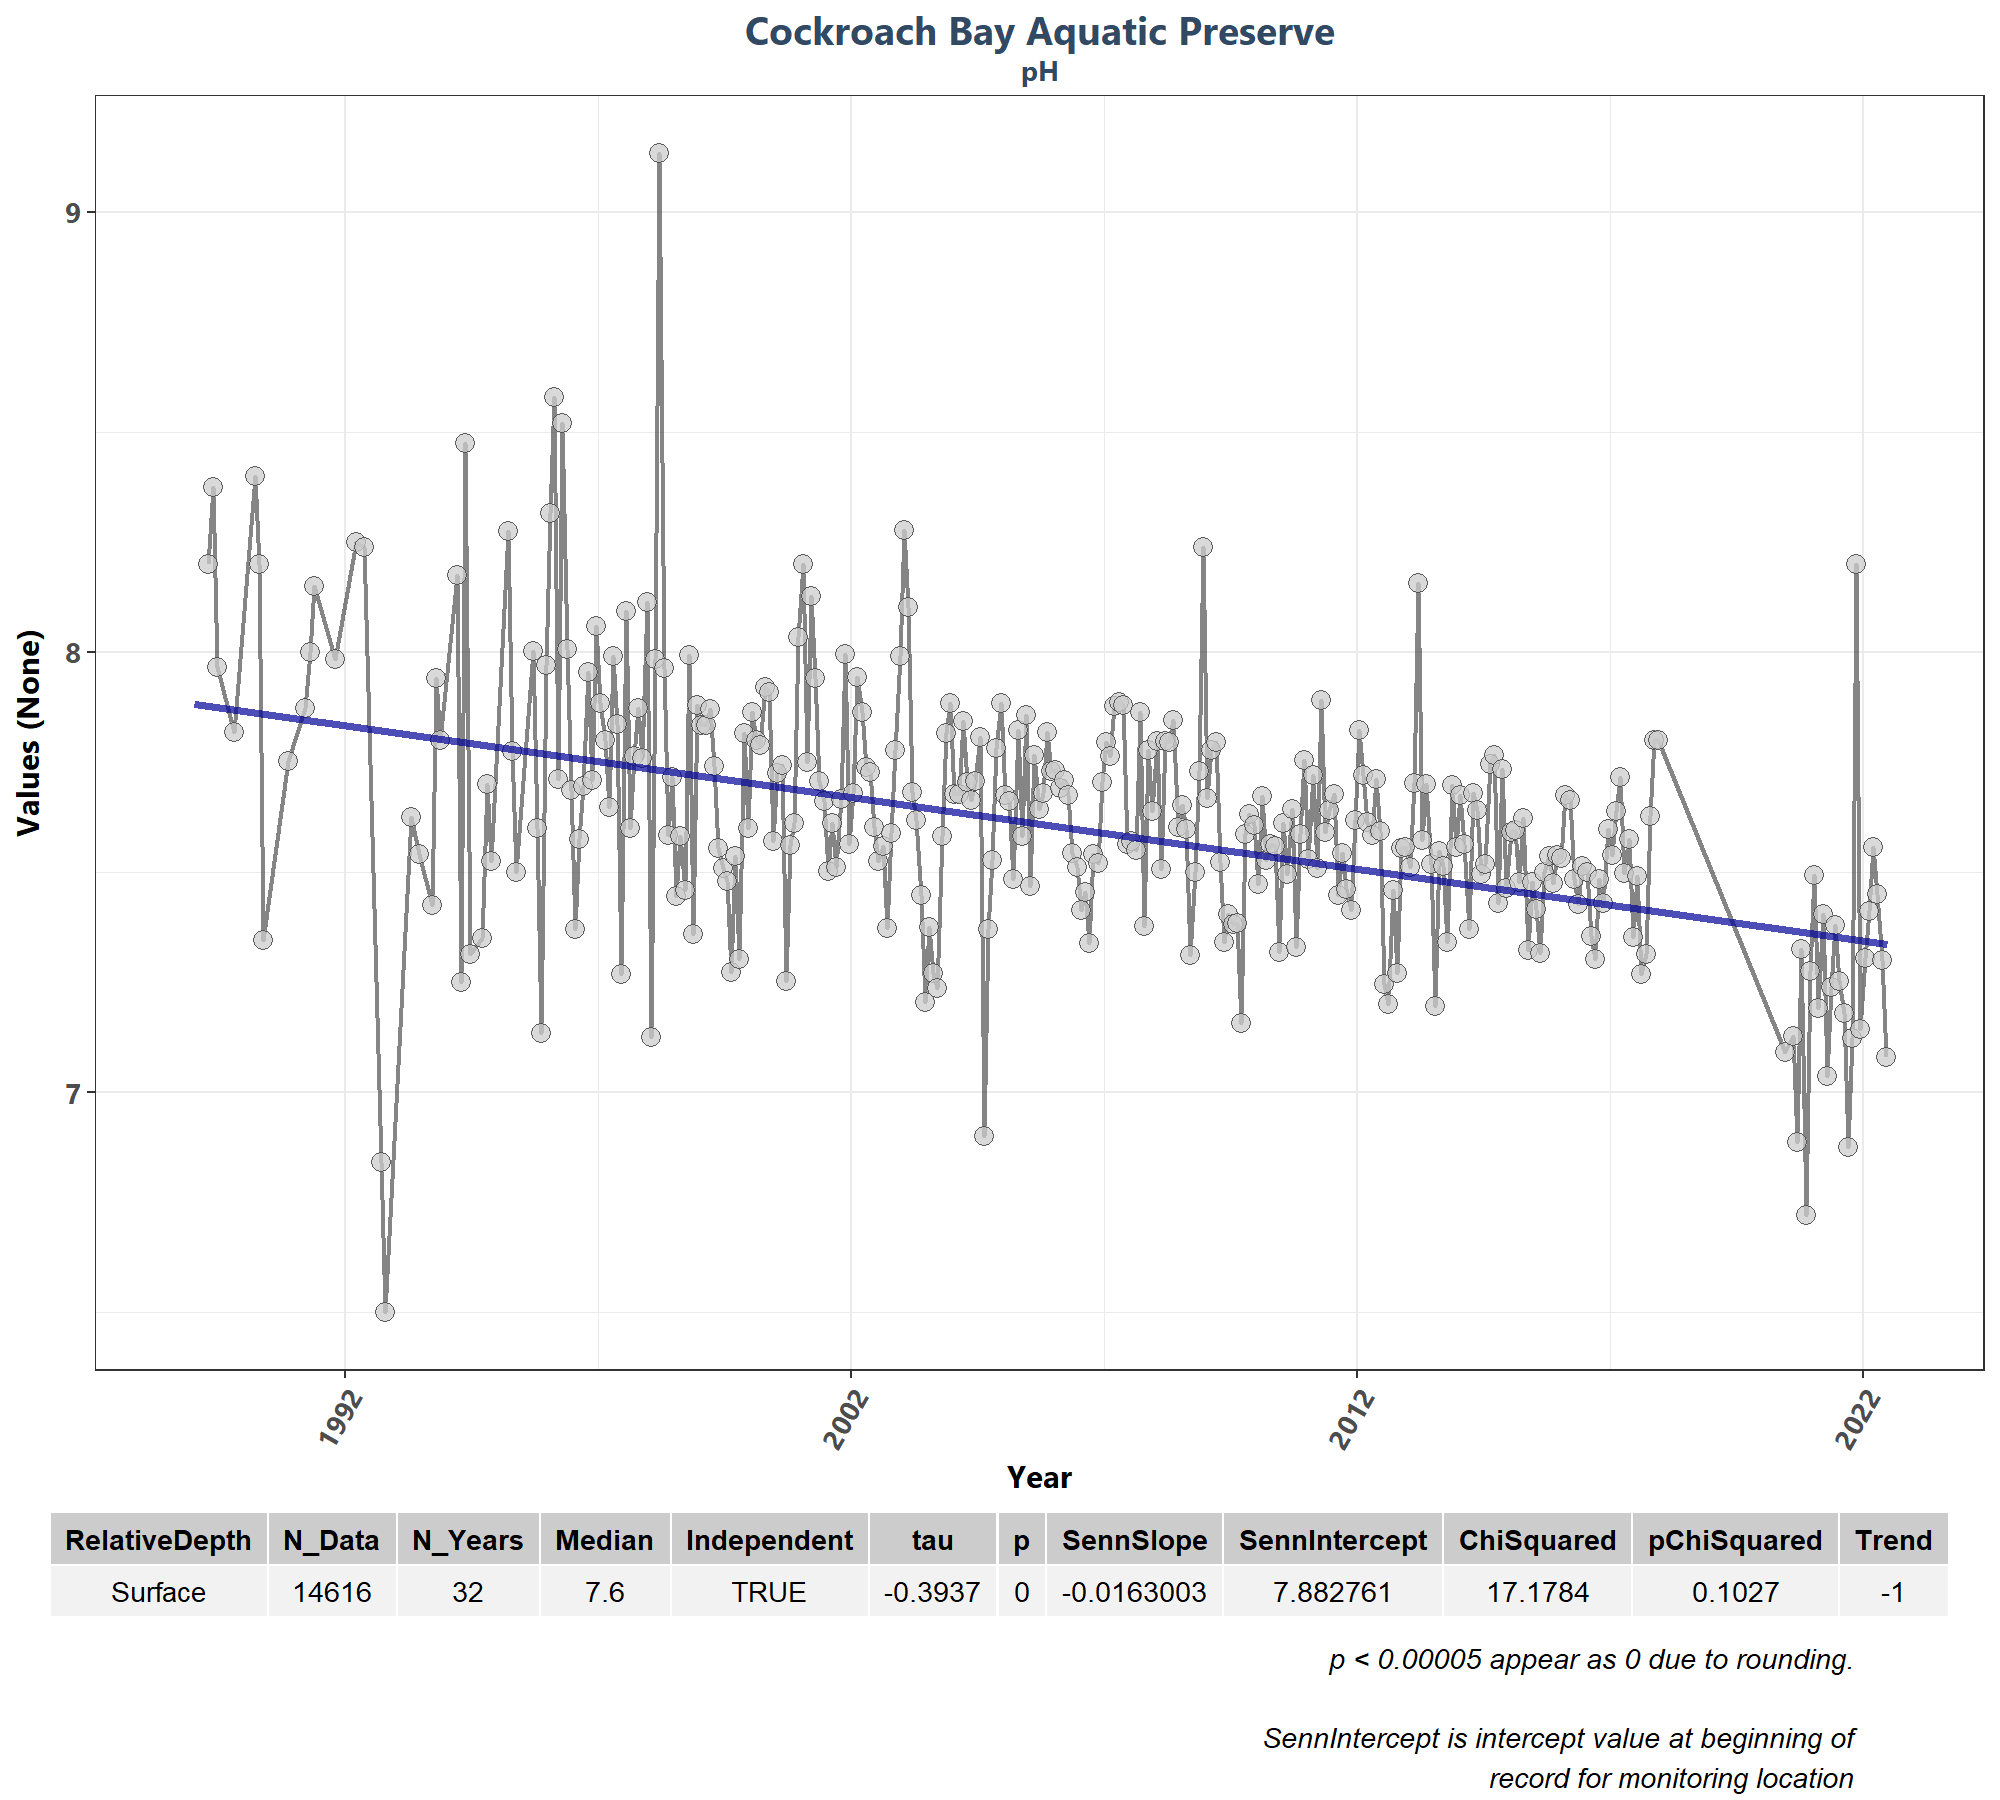 Cockroach Bay Aquatic Preserve
pH
Values (None)
9
8
7
1992
2002
2012
2022
Year
RelativeDepth N_Data N_Years Median Independent tau p SennSlope SennIntercept ChiSquared pChiSquared Trend
Surface 14616 32 7.6 TRUE -0.3937 0 -0.0163003 7.882761 17.1784 0.1027 -1
p < 0.00005 appear as 0 due to rounding.
SennIntercept is intercept value at beginning of
record for monitoring location